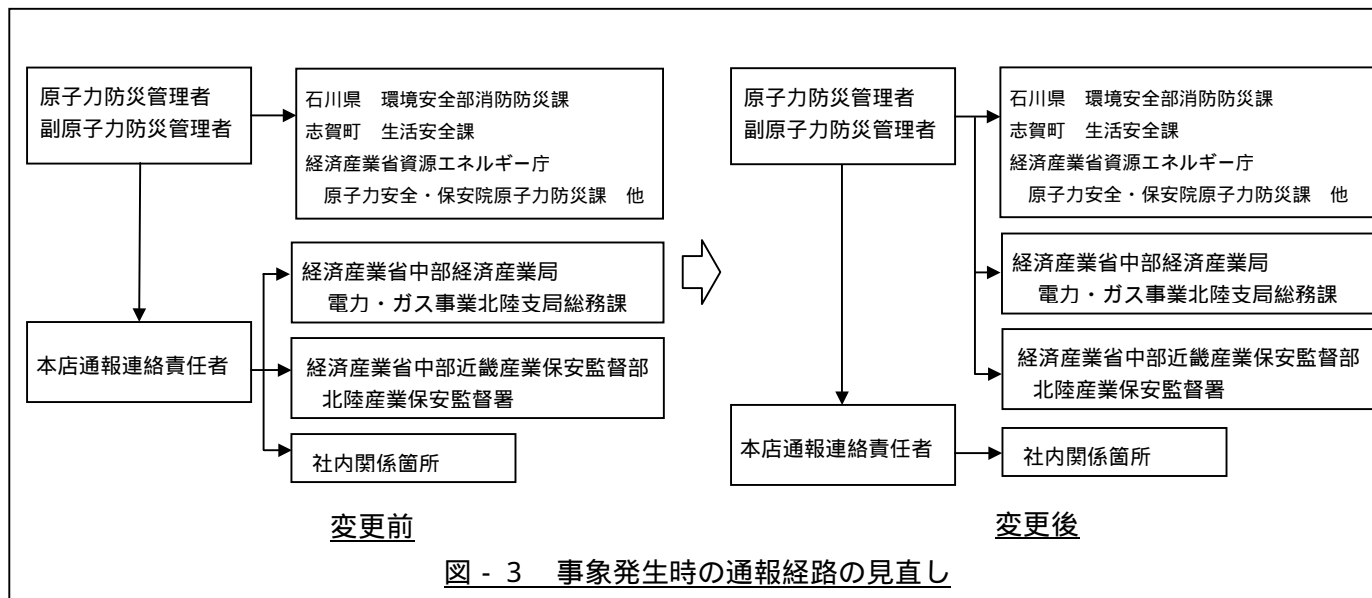 原子力防災管理者
副原子力防災管理者
石川県　環境安全部消防防災課
志賀町　生活安全課
経済産業省資源エネルギー庁
原子力安全・保安院原子力防災課　他
経済産業省中部経済産業局
電力・ガス事業北陸支局総務課
本店通報連絡責任者
経済産業省中部近畿産業保安監督部
北陸産業保安監督署
社内関係箇所
変更前
原子力防災管理者
副原子力防災管理者
石川県　環境安全部消防防災課
志賀町　生活安全課
経済産業省資源エネルギー庁
原子力安全・保安院原子力防災課　他
経済産業省中部経済産業局
電力・ガス事業北陸支局総務課
経済産業省中部近畿産業保安監督部
北陸産業保安監督署
本店通報連絡責任者
社内関係箇所
変更後
図 - 3　事象発生時の通報経路の見直し